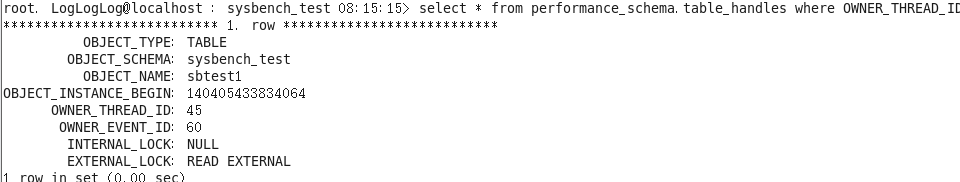 root. LogLogLog@localhost : sysbench_test 08:15:15> select * from performance_schema.table_handles where OWNER_THREAD_ID
*************************** 1. row ***************************
OBJECT_TYPE: TABLE
OBJECT_SCHEMA: sysbench_test
OBJECT_NAME: sbtest1
OBJECT_INSTANCE_BEGIN: 140405433834064
OWNER_THREAD_ID: 45
OWNER_EVENT_ID: 60
INTERNAL_LOCK: NULL
EXTERNAL_LOCK: READ EXTERNAL
1 row in set (0.00 sec)